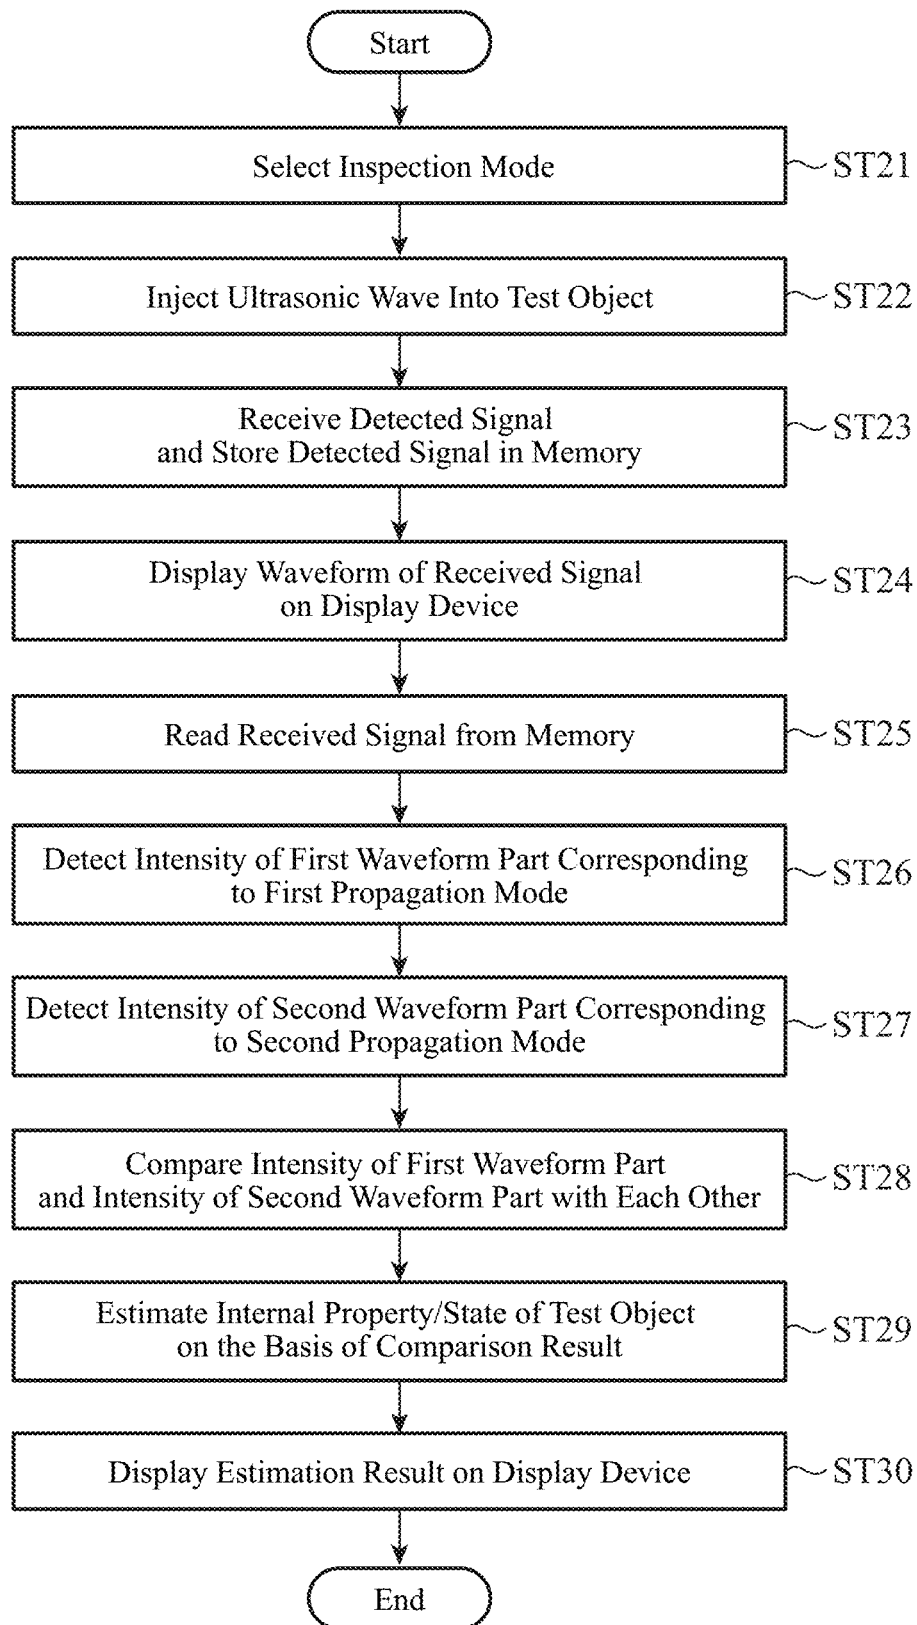 Start
Select Inspection Mode
ST21
Inject Ultrasonic Wave Into Test Object
ST22
Receive Detected Signal
and Store Detected Signal in Memory
ST23
Display Waveform of Received Signal
on Display Device
ST24
Read Received Signal from Memory
ST25
Detect Intensity of First Waveform Part Corresponding
to First Propagation Mode
ST26
Detect Intensity of Second Waveform Part Corresponding
to Second Propagation Mode
ST27
Compare Intensity of First Waveform Part
and Intensity of Second Waveform Part with Each Other
ST28
Estimate Internal Property/State of Test Object
on the Basis of Comparison Result
ST29
Display Estimation Result on Display Device
ST30
End